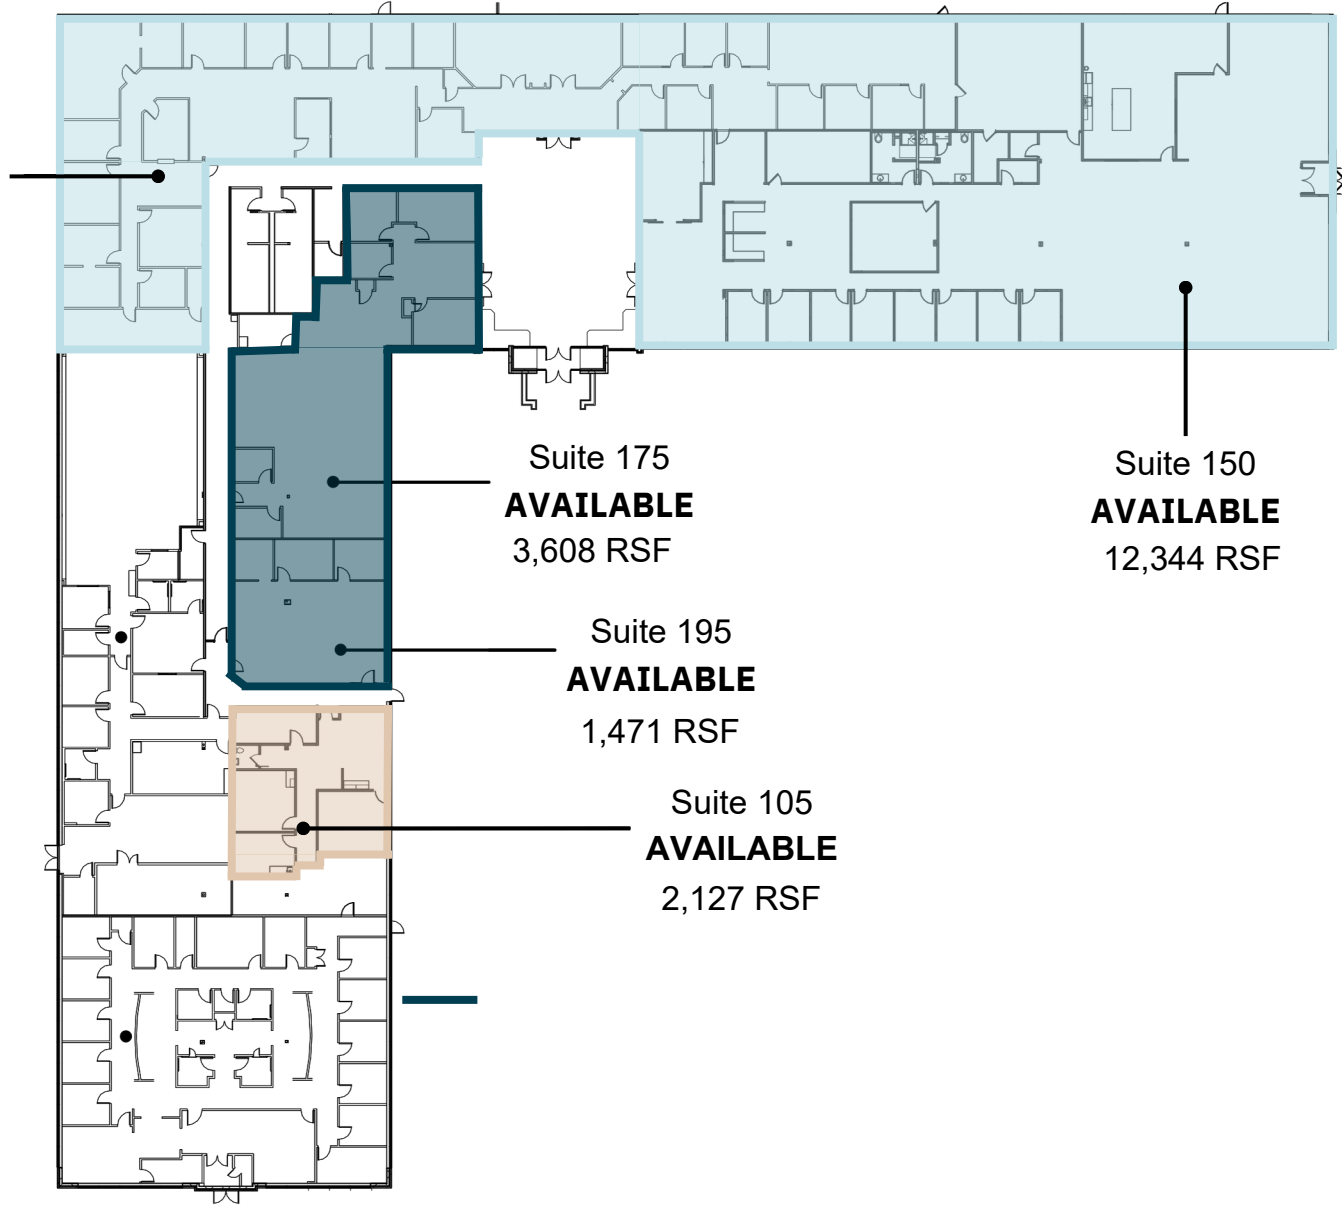 Suite 175
AVAILABLE
3,608 RSF
Suite 150
AVAILABLE
12,344 RSF
Suite 195
AVAILABLE
1,471 RSF
Suite 105
AVAILABLE
2,127 RSF